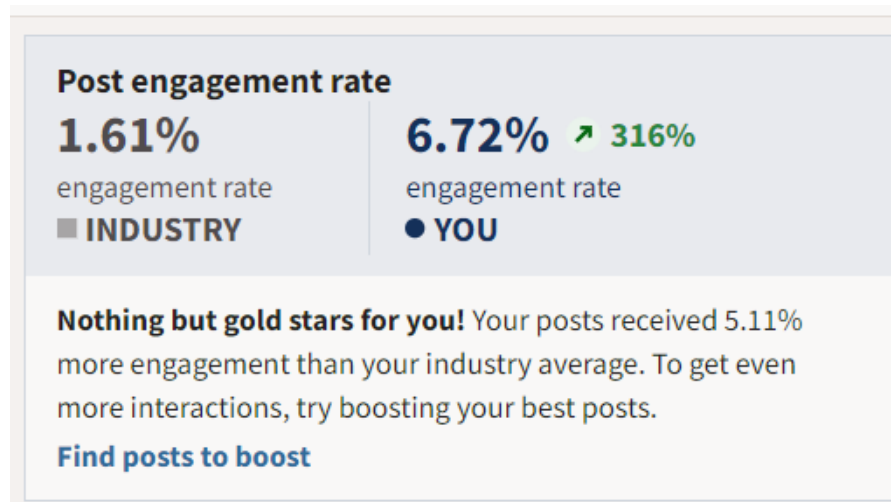 Post engagement rate
1.61%
engagement rate
INDUSTRY
6.72% 316%
engagement rate
YOU
Nothing but gold stars for you! Your posts received 5.11%
more engagement than your industry average. To get even
more interactions, try boosting your best posts.
Find posts to boost